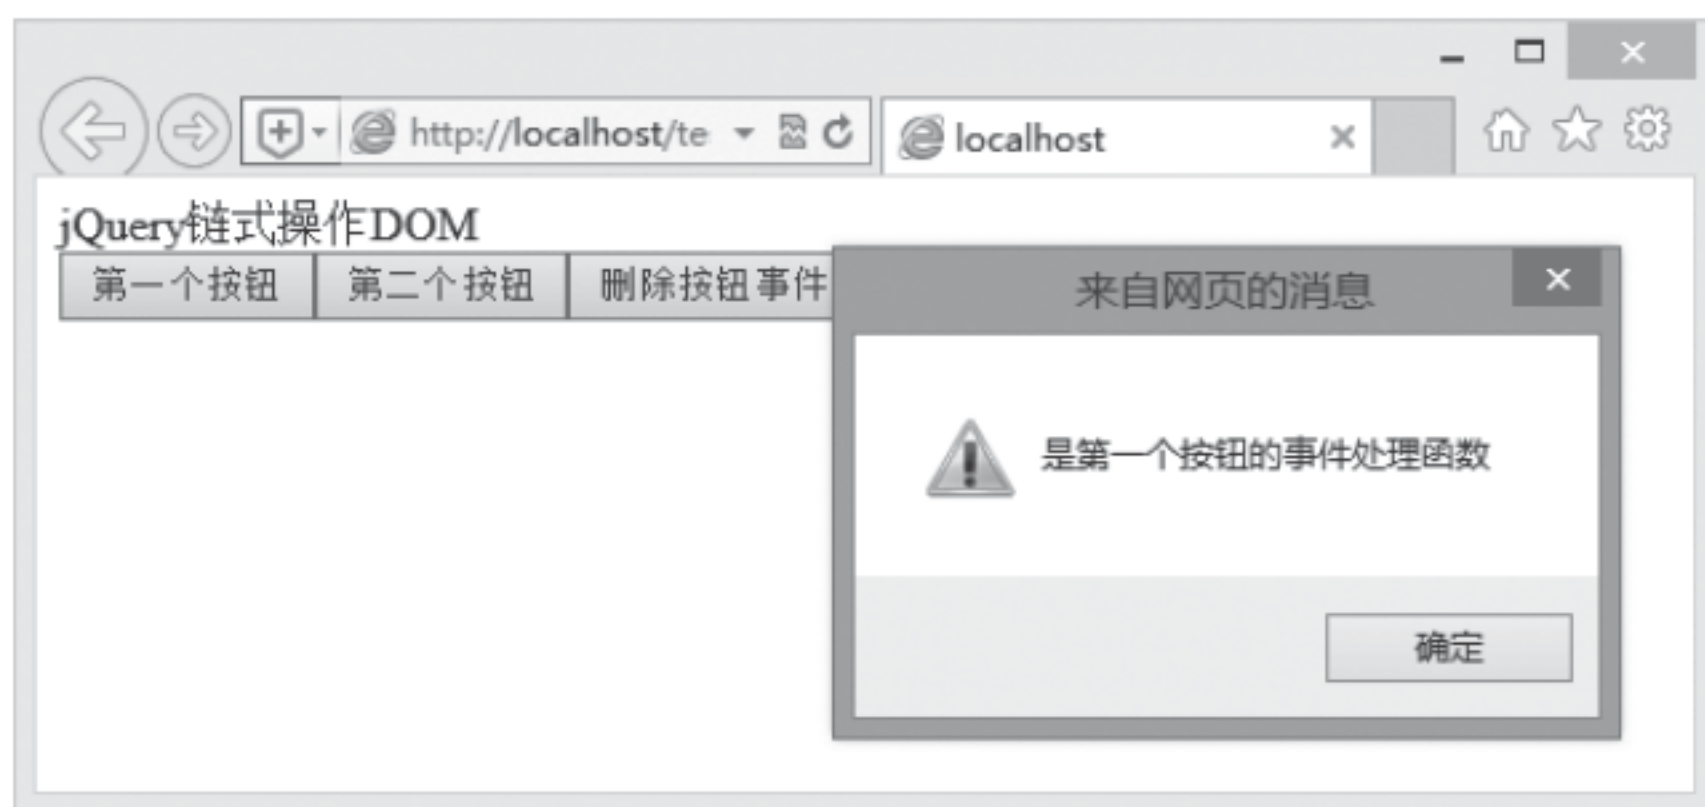 http://localhost/te
localhost
jQuery链式操作DOM
第一个按钮
第二个按钮
删除按钮事件
来自网页的消息
是第一个按钮的事件处理函数
确定